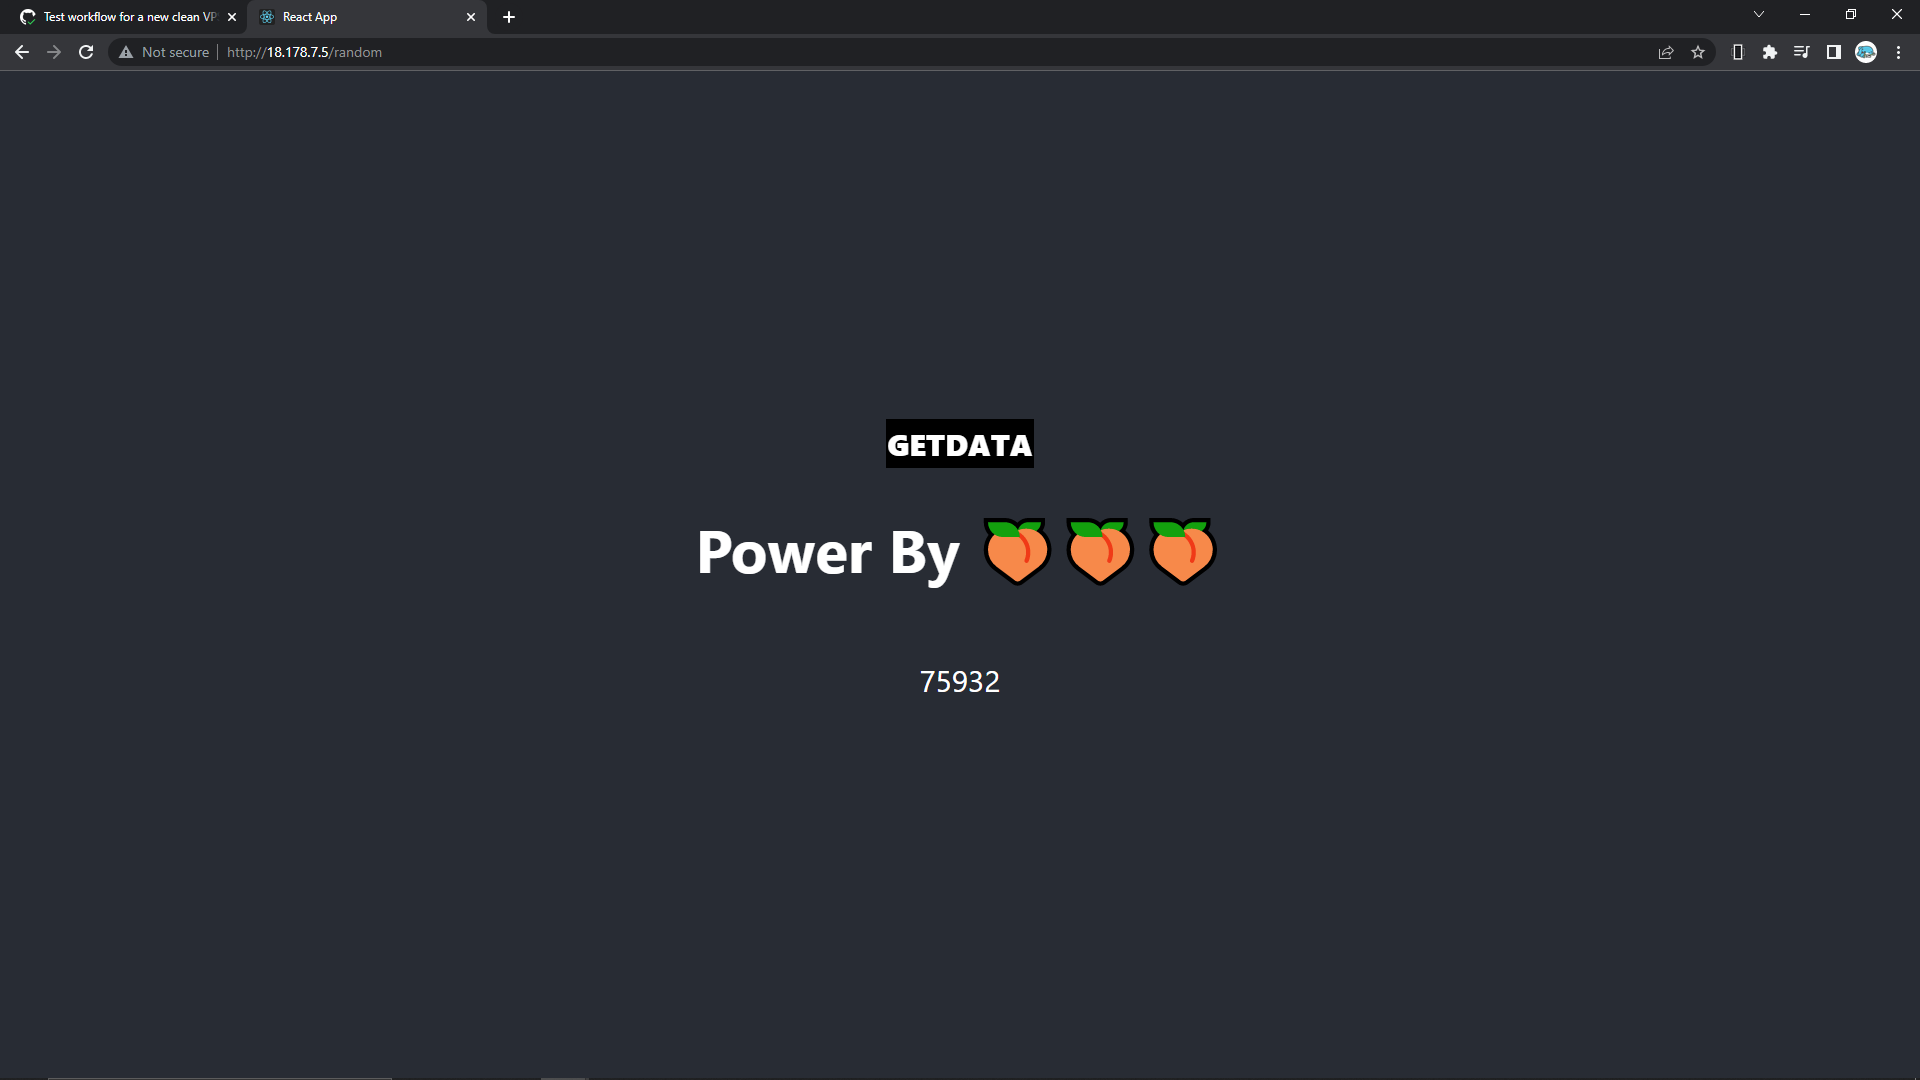 Test workflow for a new clean VP
React App
Not secure
http://18.178.7.5/random
GETDATA
Power By 🍑🍑🍑
75932